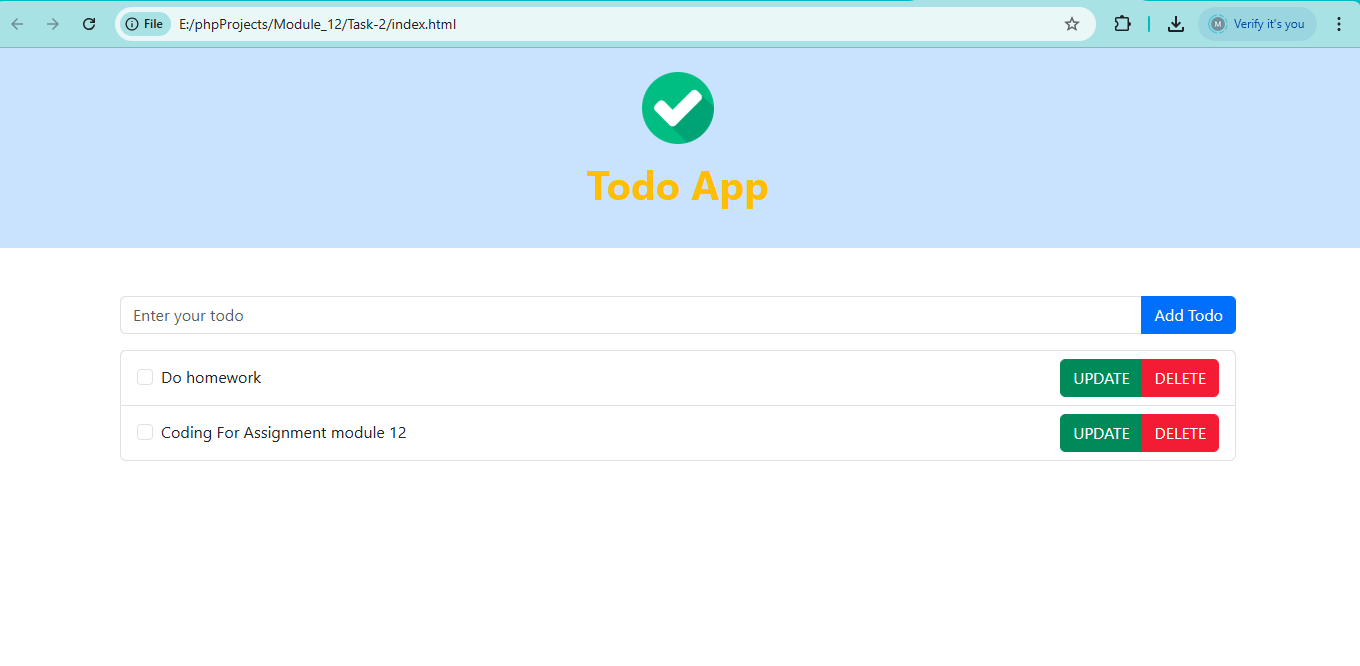 File E:/phpProjects/Module_12/Task-2/index.html M Verify it's you
Todo App
Enter your todo Add Todo
Do homework UPDATE DELETE
Coding For Assignment module 12 UPDATE DELETE